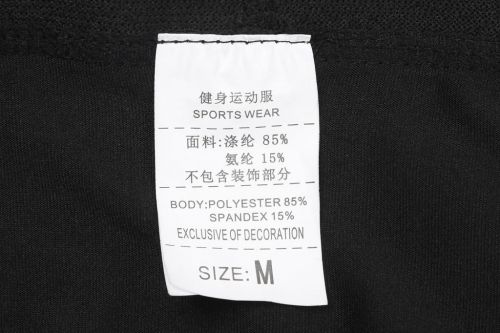 健身运动服
SPORTS WEAR
面料:涤纶 85%
氨纶 15%
不包含装饰部分
BODY;POLYESTER 85%
SPANDEX 15%
EXCLUSIVE OF DECORATION
SIZE: M